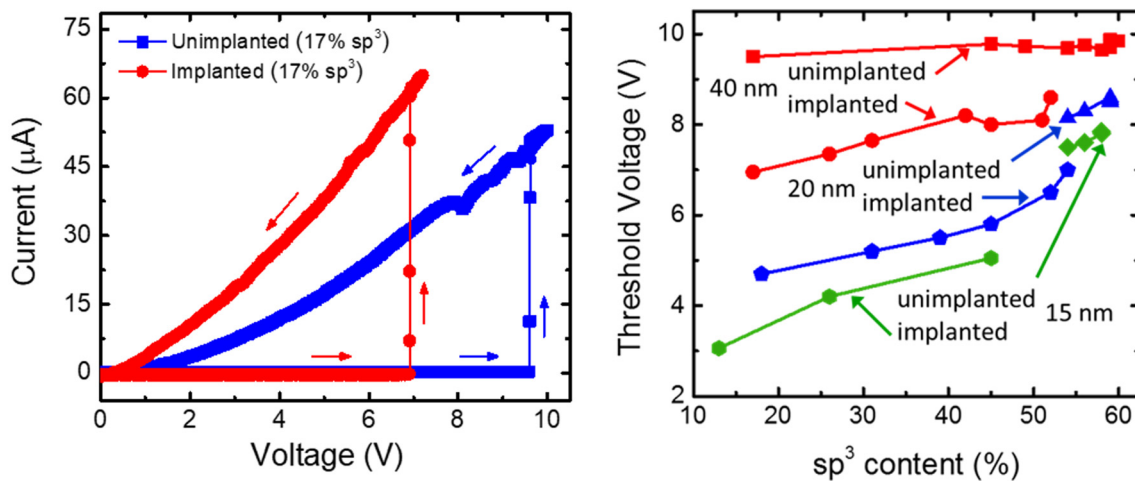 75
60
45
30
15
0
Current (μA)
Unimplanted (17% sp³)
Implanted (17% sp³)
0 2 4 6 8 10
Voltage (V)
10
8
6
4
2
Threshold Voltage (V)
unimplanted
40 nm
implanted
unimplanted
20 nm
implanted
unimplanted
15 nm
implanted
10 20 30 40 50 60
sp³ content (%)